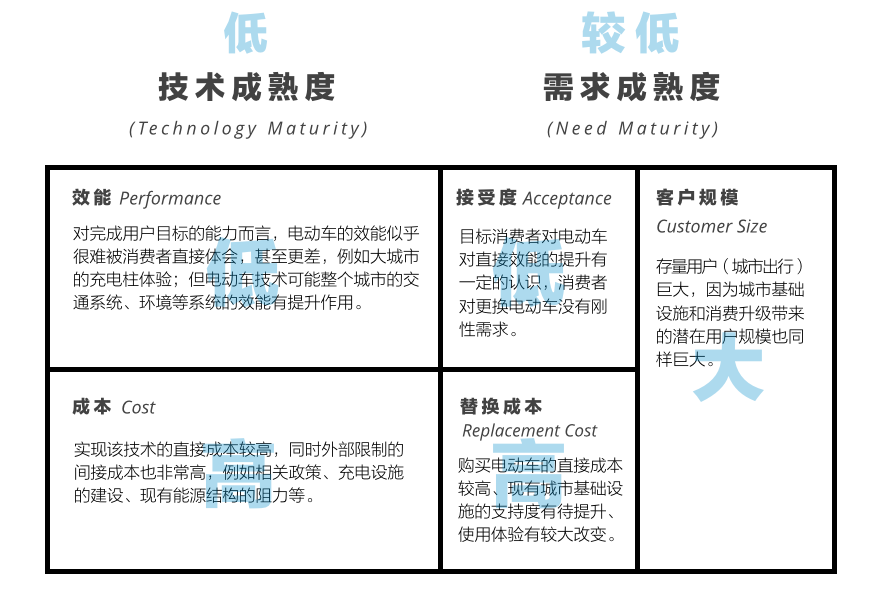 低
技术成熟度
(Technology Maturity)
较低
需求成熟度
(Need Maturity)
效能 Performance
对完成用户目标的能力而言，电动车的效能似乎
很难被消费者直接体会，甚至更差，例如大城市
的充电柱体验；但电动车技术可能整个城市的交
通系统、环境等系统的效能有提升作用。
低
接受度 Acceptance
目标消费者对电动车
对直接效能的提升有
一定的认识，消费者
对更换电动车没有刚
性需求。
低
客户规模
Customer Size
存量用户（城市出行）
巨大，因为城市基础
设施和消费升级带来
的潜在用户规模也同
样巨大。
大
成本 Cost
实现该技术的直接成本较高，同时外部限制的
间接成本也非常高，例如相关政策、充电设施
的建设、现有能源结构的阻力等。
高
替换成本
Replacement Cost
购买电动车的直接成本
较高、现有城市基础设
施的支持度有待提升、
使用体验有较大改变。
高